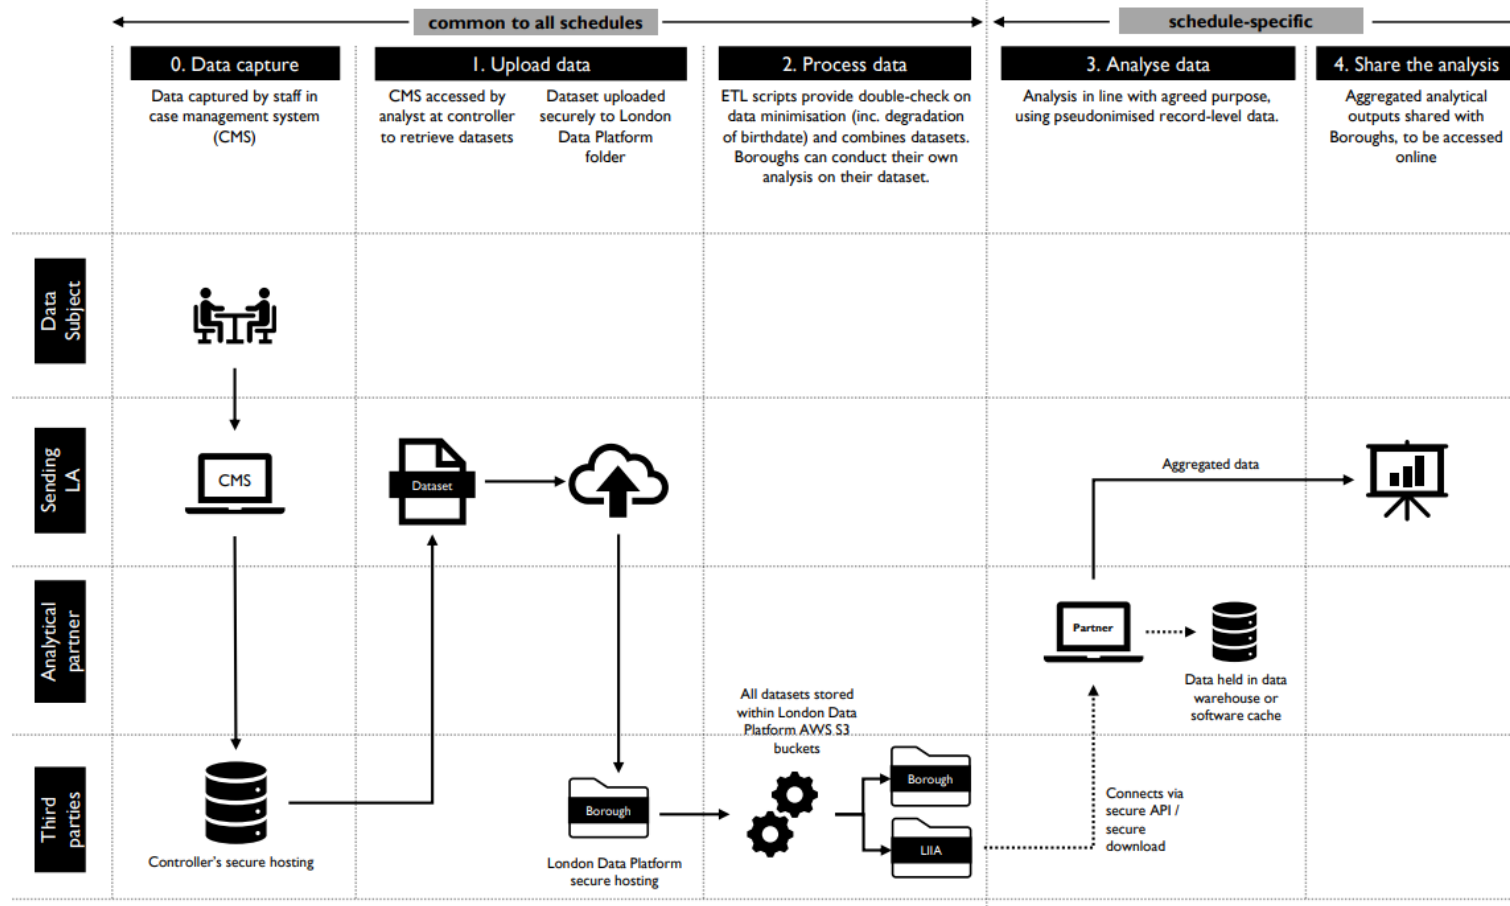 common to all schedules
schedule-specific
0. Data capture
1. Upload data
2. Process data
3. Analyse data
4. Share the analysis
Data captured by staff in
case management system
(CMS)
CMS accessed by
analyst at controller
to retrieve datasets
Dataset uploaded
securely to London
Data Platform
folder
ETL scripts provide double-check on
data minimisation (inc. degradation
of birthdate) and combines datasets.
Boroughs can conduct their own
analysis on their dataset.
Analysis in line with agreed purpose,
using pseudonimised record-level data.
Aggregated analytical
outputs shared with
Boroughs, to be accessed
online
Data
Subject
Sending
LA
CMS
Dataset
Aggregated data
Analytical
partner
Partner
Data held in data
warehouse or
software cache
All datasets stored
within London Data
Platform AWS S3
buckets
Third
parties
Controller's secure hosting
Borough
London Data Platform
secure hosting
Borough
LIIA
Connects via
secure API /
secure
download